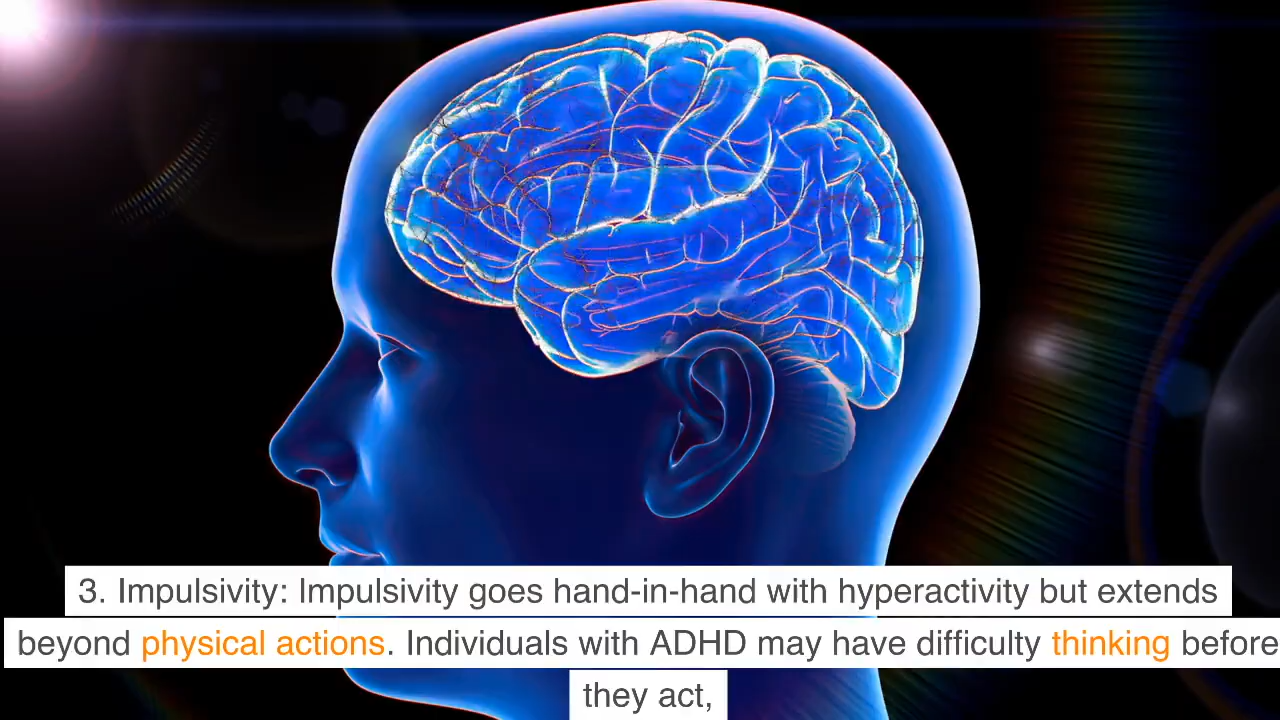 3. Impulsivity: Impulsivity goes hand-in-hand with hyperactivity but extends
beyond physical actions. Individuals with ADHD may have difficulty thinking before
they act,